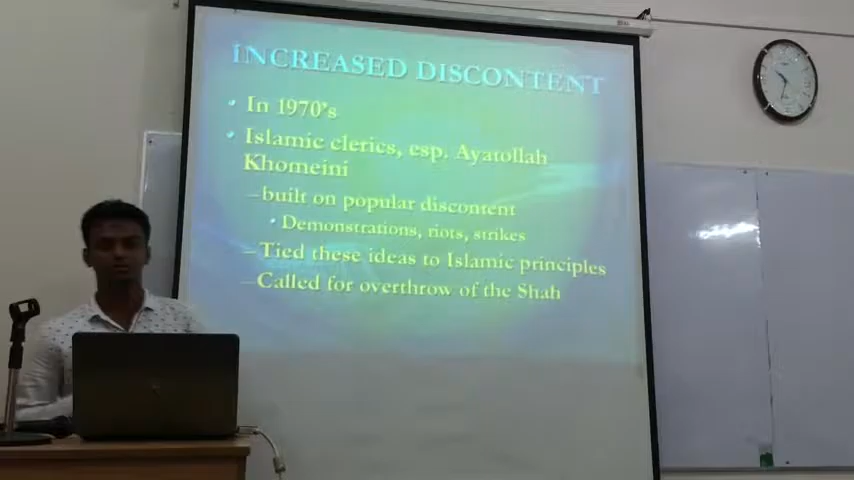 INCREASED DISCONTENT
• In 1970's
• Islamic clerics, esp. Ayatollah
Khomeini
–built on popular discontent
• Demonstrations, riots, strikes
–Tied these ideas to Islamic principles
–Called for overthrow of the Shah